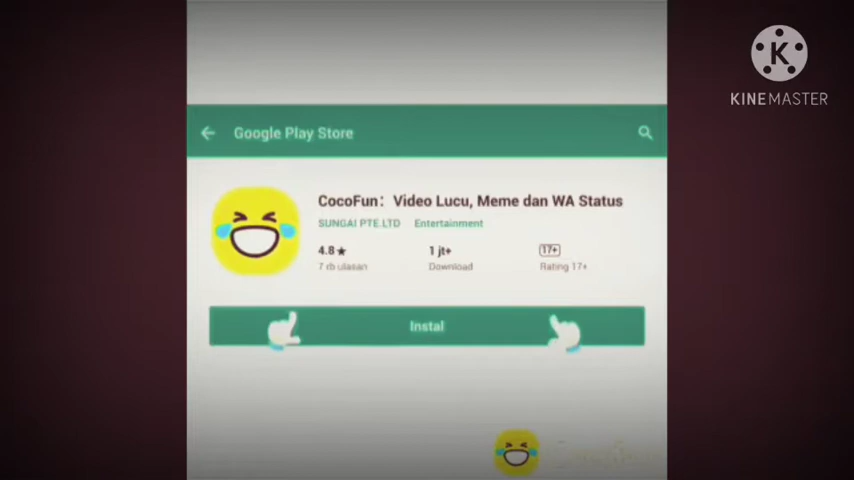 KINEMASTER
Google Play Store
CocoFun: Video Lucu, Meme dan WA Status
SUNGAI PTE.LTD Entertainment
4.8★ 1 jt+ 17+
7 rb ulasan Download Rating 17+
Instal